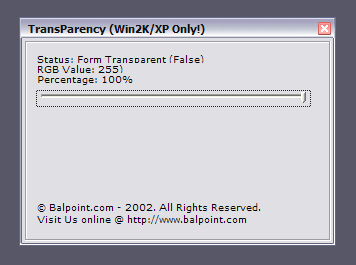 TransParency (Win2K/XP Only!)
Status: Form Transparent (False)
RGB Value: 255)
Percentage: 100%
© Balpoint.com - 2002. All Rights Reserved.
Visit Us online @ http://www.balpoint.com